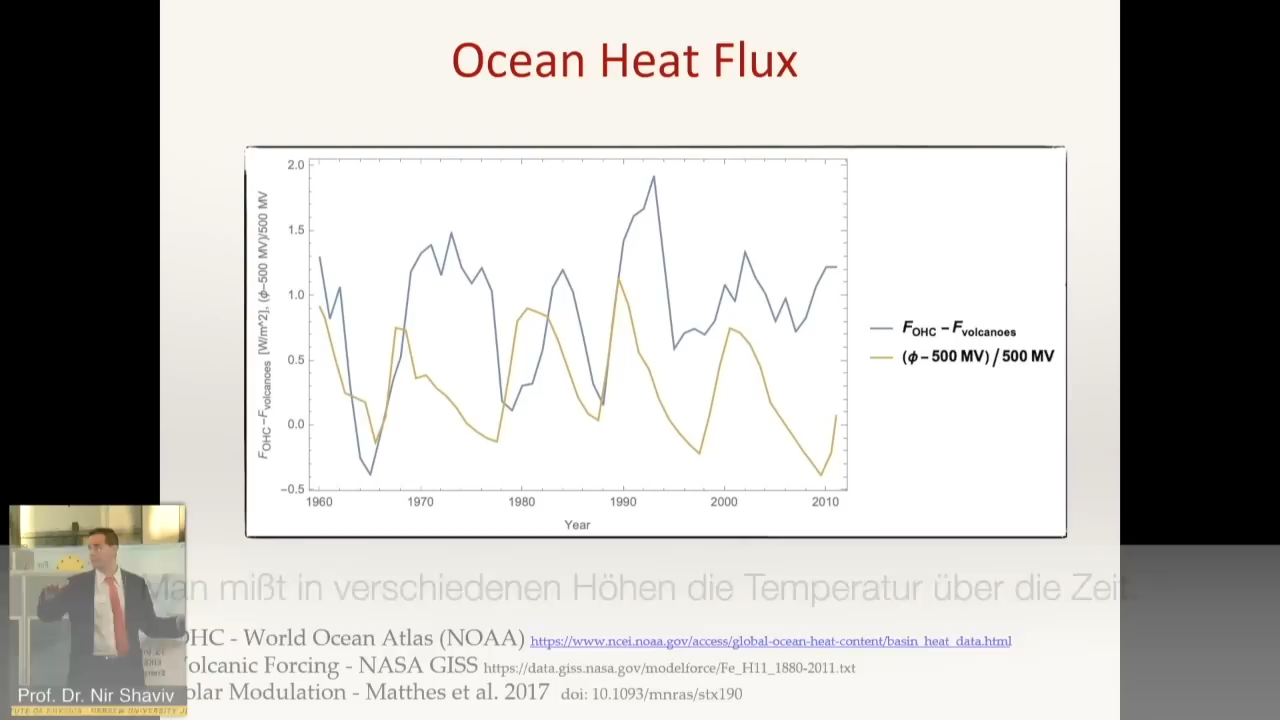 Ocean Heat Flux
F_OHC − F_volcanoes [W/m^2], (ϕ−500 MV)/500 MV
2.0
1.5
1.0
0.5
0.0
−0.5
1960 1970 1980 1990 2000 2010
Year
F_OHC − F_volcanoes
(ϕ − 500 MV) / 500 MV
Man mißt in verschiedenen Höhen die Temperatur über die Zeit.
OHC - World Ocean Atlas (NOAA) https://www.ncei.noaa.gov/access/global-ocean-heat-content/basin_heat_data.html
Volcanic Forcing - NASA GISS https://data.giss.nasa.gov/modelforce/Fe_H11_1880-2011.txt
Solar Modulation - Matthes et al. 2017 doi: 10.1093/mnras/stx190
Prof. Dr. Nir Shaviv